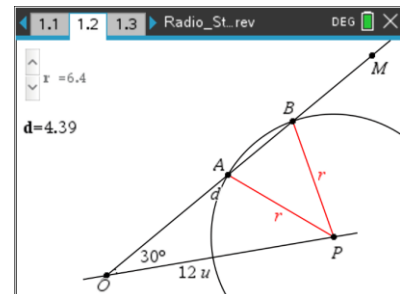 1.1 1.2 1.3 Radio_St…rev DEG
r =6.4
d=4.39
M
B
A
d
r
r
P
30°
12 u
O